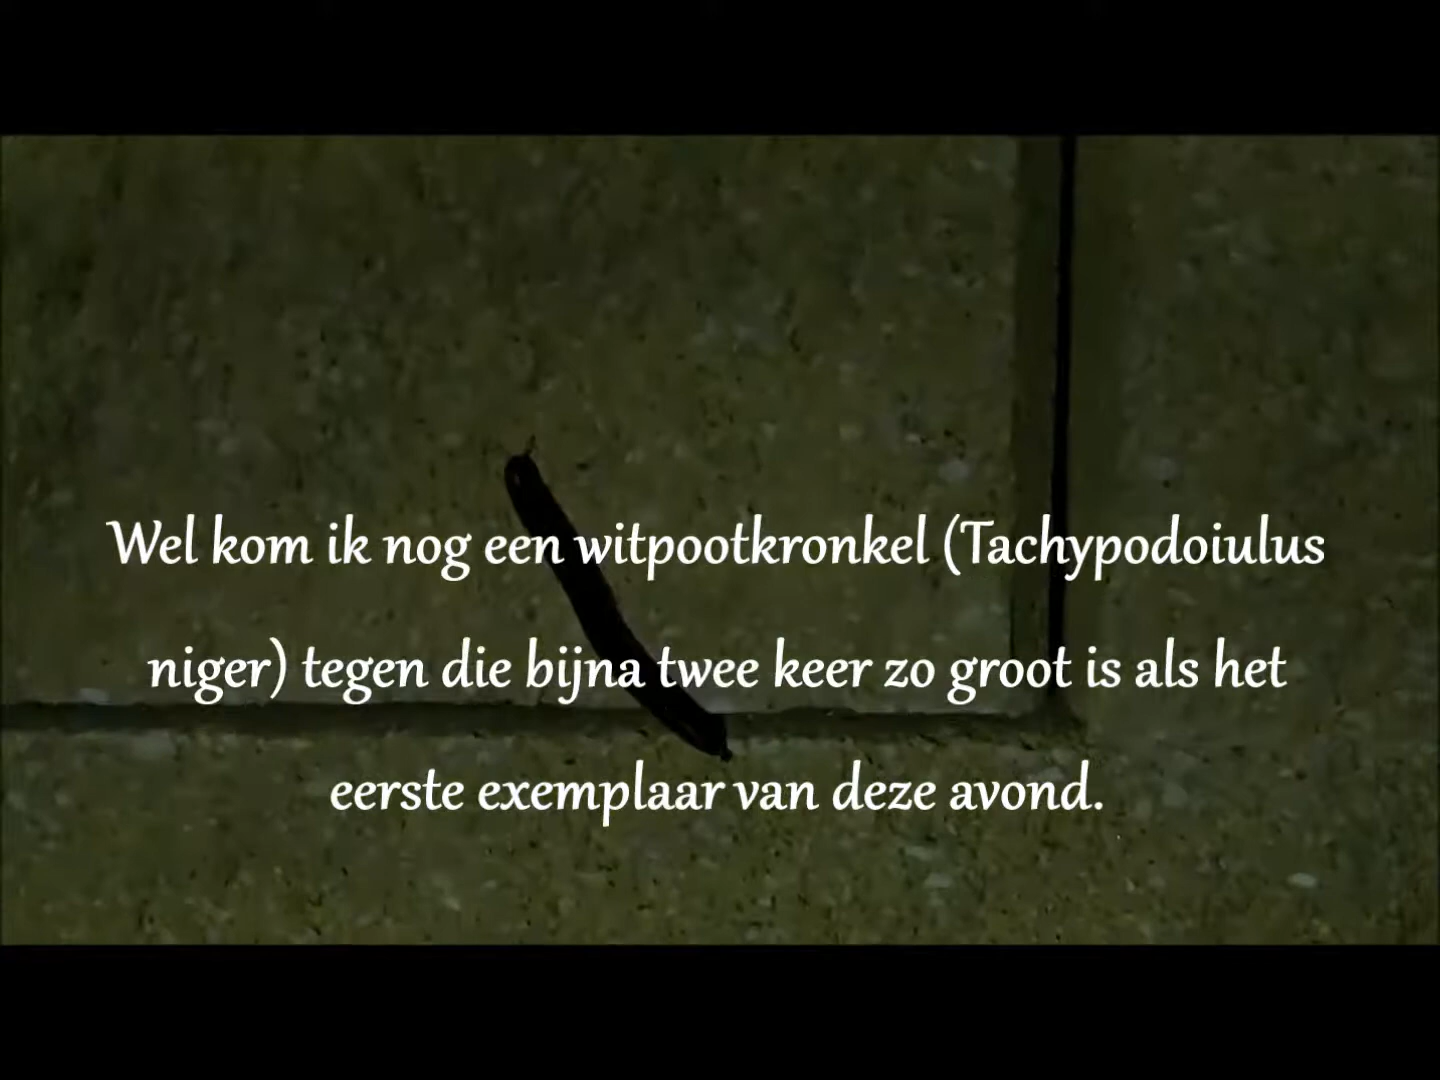 Wel kom ik nog een witpootkronkel (Tachypodoiulus
niger) tegen die bijna twee keer zo groot is als het
eerste exemplaar van deze avond.